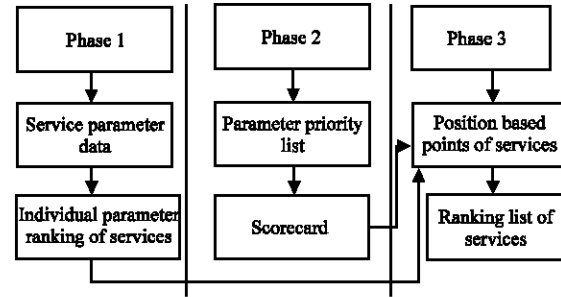 Phase 1
Service parameter
data
Individual parameter
ranking of services
Phase 2
Parameter priority
list
Scorecard
Phase 3
Position based
points of services
Ranking list of
services